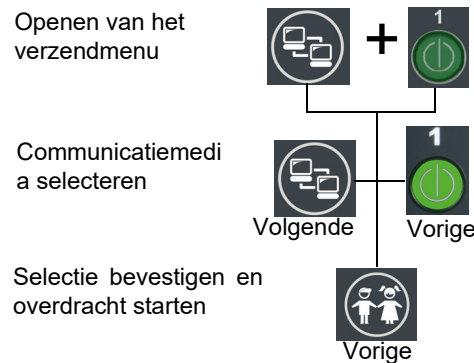 Openen van het
verzendmenu
+
1
Communicatiemedi
a selecteren
1
Volgende
Vorige
Selectie bevestigen en
overdracht starten
Vorige